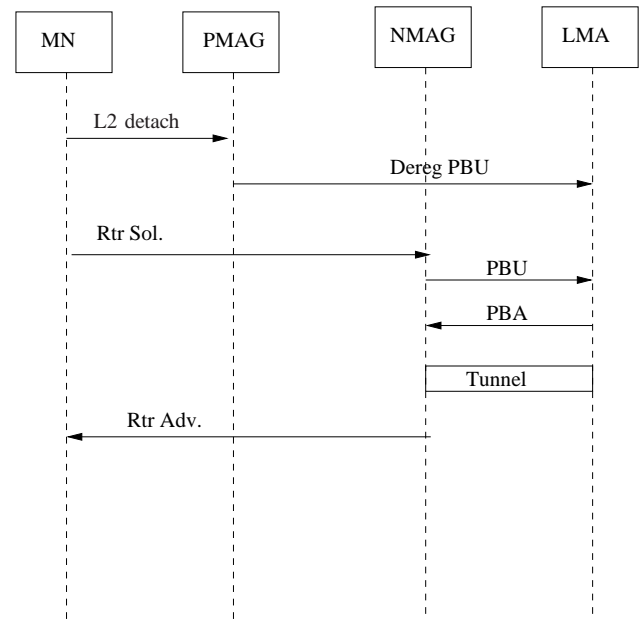 MN
PMAG
NMAG
LMA
L2 detach
Dereg PBU
Rtr Sol.
PBU
PBA
Tunnel
Rtr Adv.